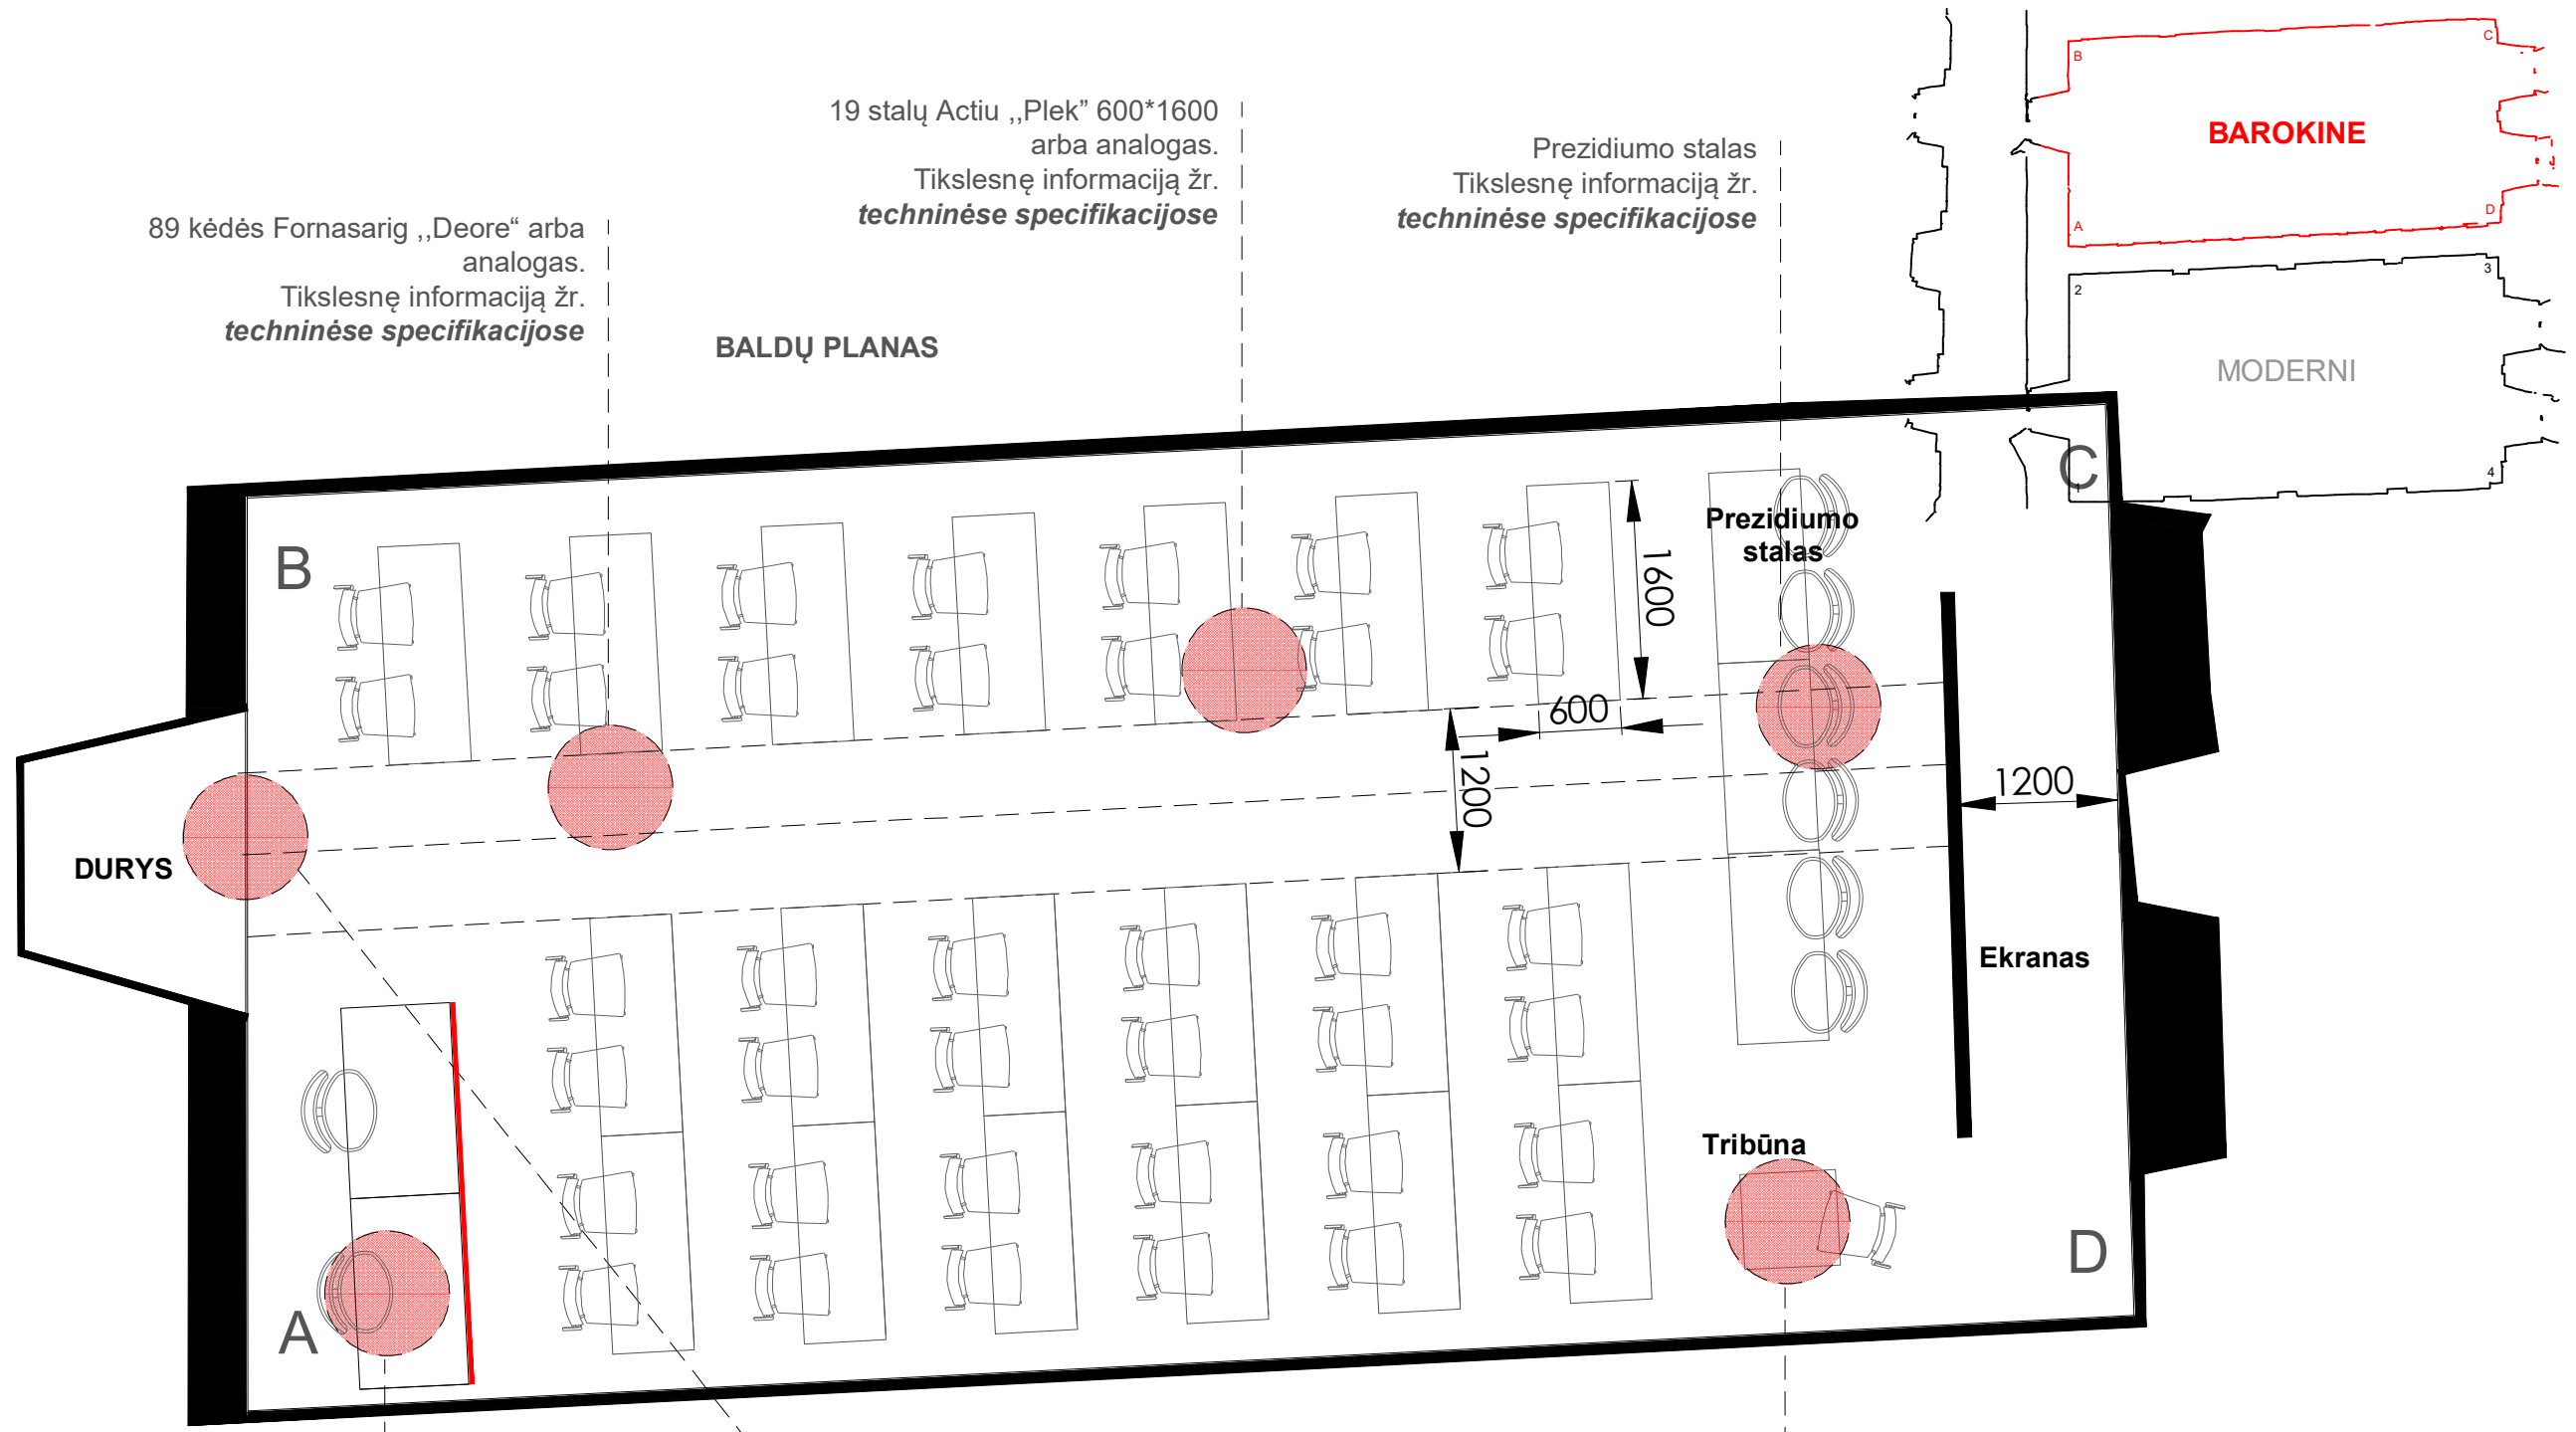 19 stalų Actiu ,,Plek” 600*1600
arba analogas.
Tikslesnę informaciją žr.
techninėse specifikacijose
Prezidiumo stalas
Tikslesnę informaciją žr.
techninėse specifikacijose
89 kėdės Fornasarig ,,Deore“ arba
analogas.
Tikslesnę informaciją žr.
techninėse specifikacijose
BALDŲ PLANAS
B
C
BAROKINE
A
D
2
3
MODERNI
1
4
B
C
Prezidiumo
stalas
1600
600
1200
1200
DURYS
Ekranas
Tribūna
A
D